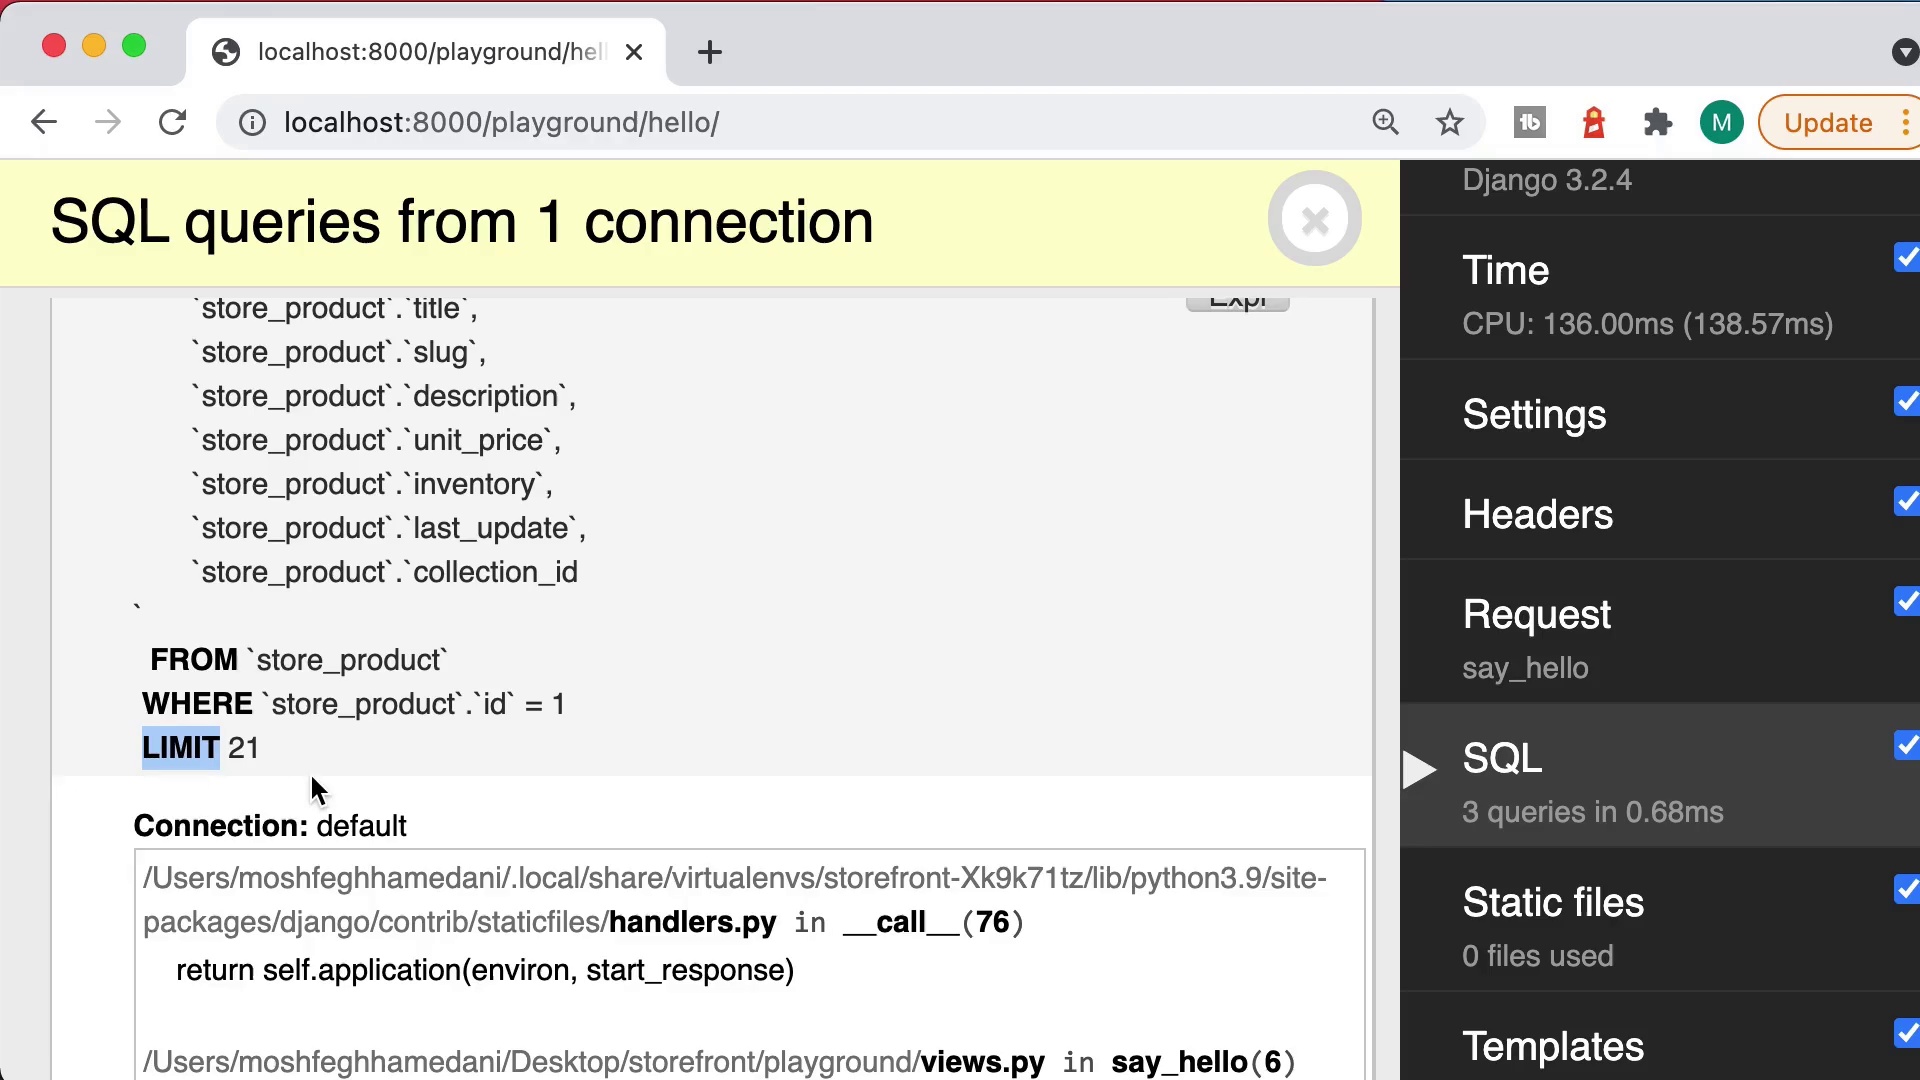 localhost:8000/playground/hel
localhost:8000/playground/hello/
M
Update
SQL queries from 1 connection
Expl
`store_product`.`title`,
`store_product`.`slug`,
`store_product`.`description`,
`store_product`.`unit_price`,
`store_product`.`inventory`,
`store_product`.`last_update`,
`store_product`.`collection_id
`
FROM `store_product`
WHERE `store_product`.`id` = 1
LIMIT 21
Connection: default
/Users/moshfeghhamedani/.local/share/virtualenvs/storefront-Xk9k71tz/lib/python3.9/site-
packages/django/contrib/staticfiles/handlers.py in __call__(76)
return self.application(environ, start_response)
/Users/moshfeghhamedani/Desktop/storefront/playground/views.py in say_hello(6)
Django 3.2.4
Time
CPU: 136.00ms (138.57ms)
Settings
Headers
Request
say_hello
SQL
3 queries in 0.68ms
Static files
0 files used
Templates